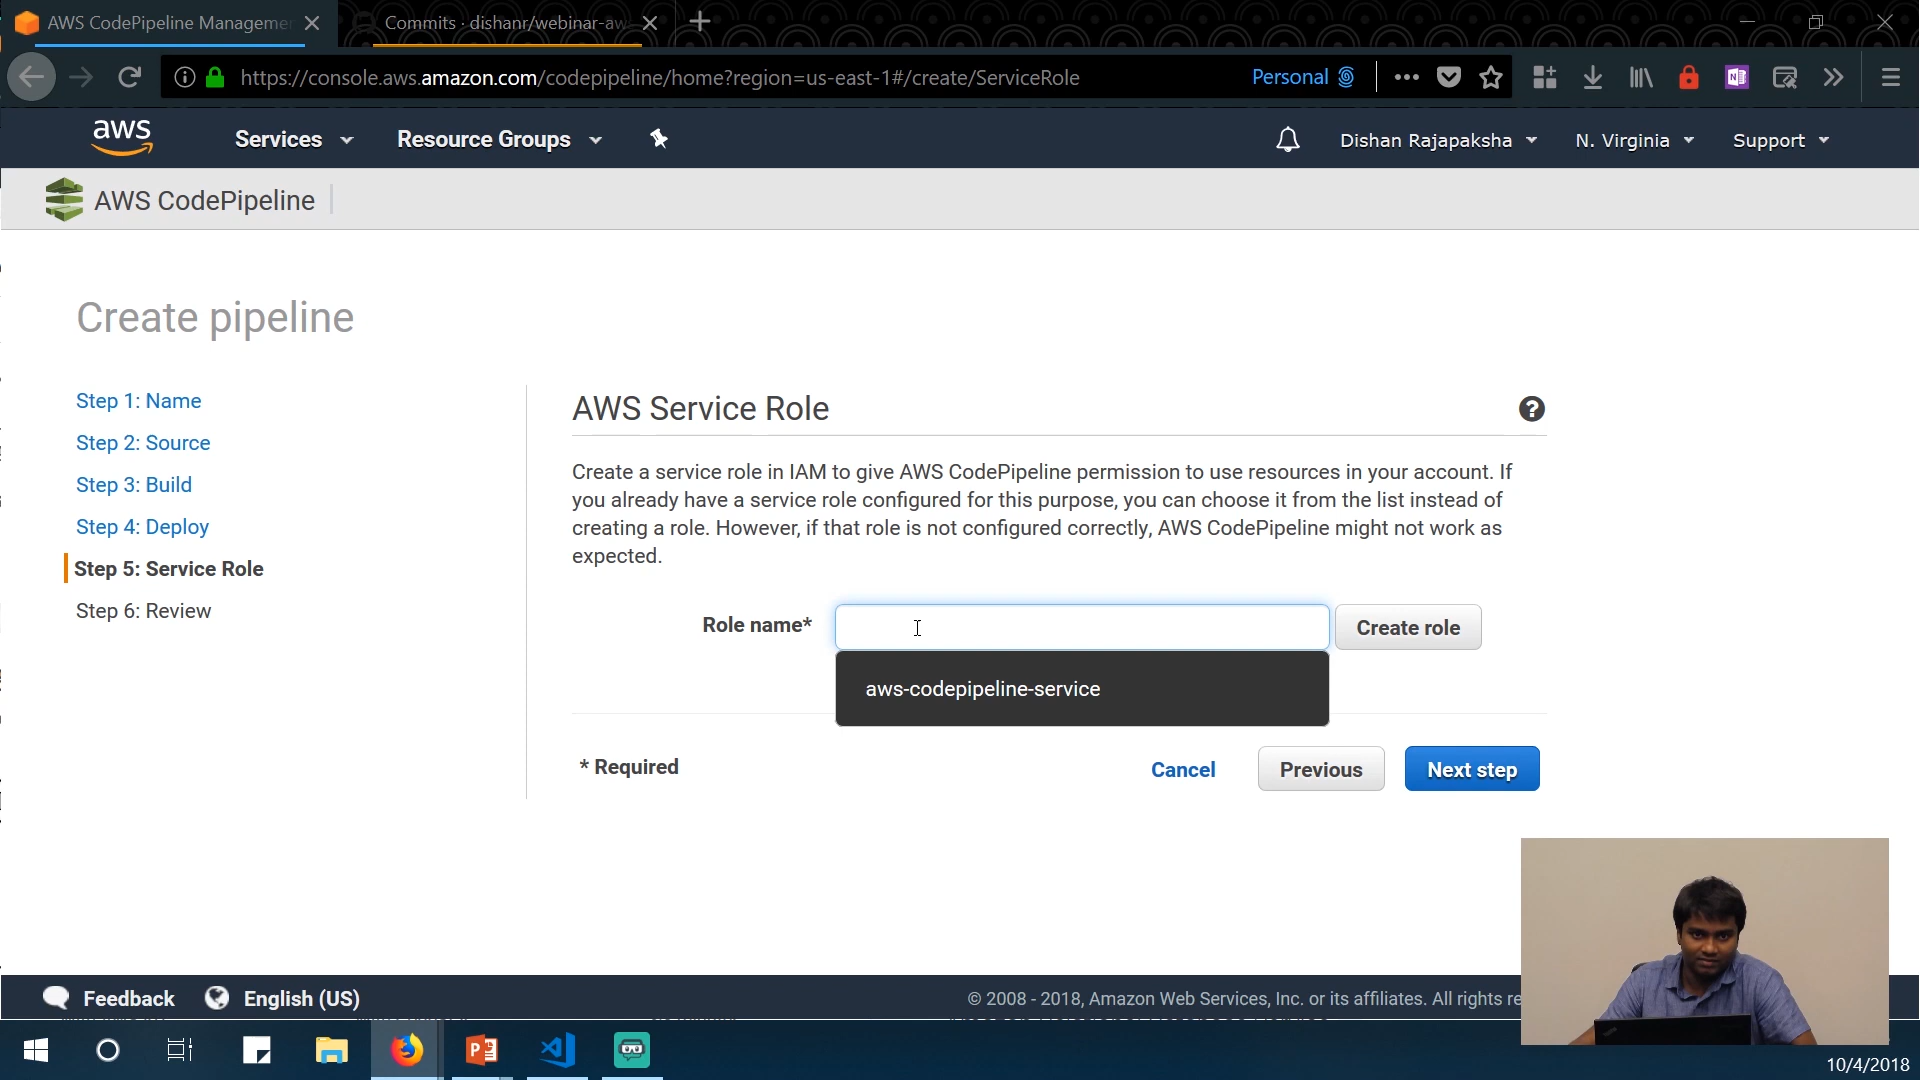 AWS CodePipeline Managemen
Commits · dishanr/webinar-aw
https://console.aws.amazon.com/codepipeline/home?region=us-east-1#/create/ServiceRole
Personal
aws
Services
Resource Groups
Dishan Rajapaksha
N. Virginia
Support
AWS CodePipeline
Create pipeline
Step 1: Name
Step 2: Source
Step 3: Build
Step 4: Deploy
Step 5: Service Role
Step 6: Review
AWS Service Role
Create a service role in IAM to give AWS CodePipeline permission to use resources in your account. If
you already have a service role configured for this purpose, you can choose it from the list instead of
creating a role. However, if that role is not configured correctly, AWS CodePipeline might not work as
expected.
Role name*
Create role
aws-codepipeline-service
* Required
Cancel
Previous
Next step
Feedback
English (US)
© 2008 - 2018, Amazon Web Services, Inc. or its affiliates. All rights re
10/4/2018